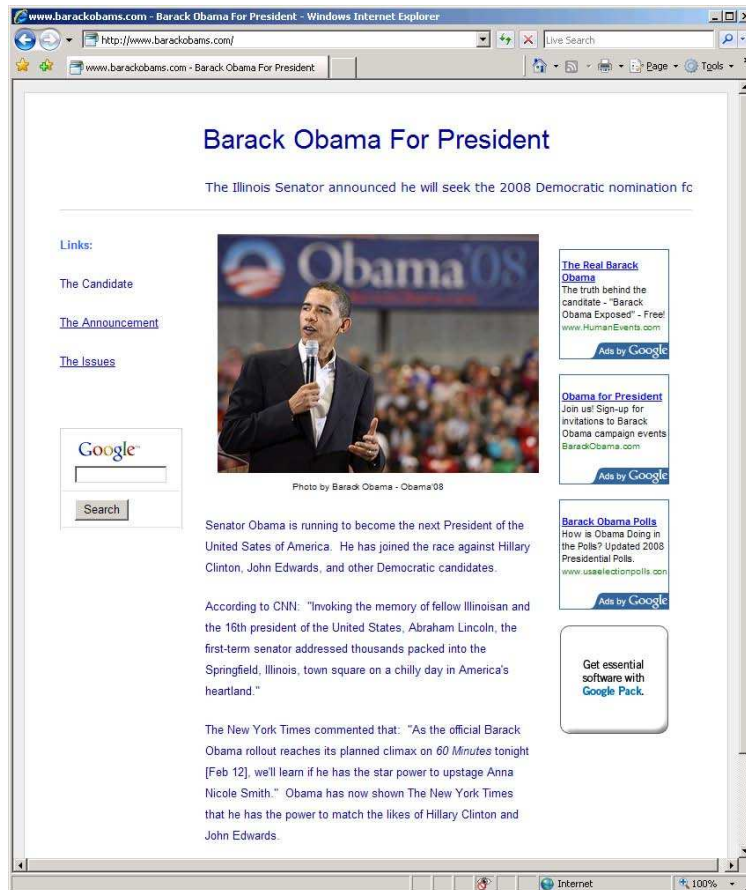 www.barackobams.com - Barack Obama For President - Windows Internet Explorer
http://www.barackobams.com/
Live Search
www.barackobams.com - Barack Obama For President
Page
Tools
Barack Obama For President
The Illinois Senator announced he will seek the 2008 Democratic nomination fo
Links:
The Candidate
The Announcement
The Issues
Google
Search
Obama'08
Photo by Barack Obama - Obama'08
Senator Obama is running to become the next President of the
United Sates of America. He has joined the race against Hillary
Clinton, John Edwards, and other Democratic candidates.
According to CNN: "Invoking the memory of fellow Illinoisan and
the 16th president of the United States, Abraham Lincoln, the
first-term senator addressed thousands packed into the
Springfield, Illinois, town square on a chilly day in America's
heartland."
The New York Times commented that: "As the official Barack
Obama rollout reaches its planned climax on 60 Minutes tonight
[Feb 12], we'll learn if he has the star power to upstage Anna
Nicole Smith." Obama has now shown The New York Times
that he has the power to match the likes of Hillary Clinton and
John Edwards.
The Real Barack
Obama
The truth behind the
canditate - "Barack
Obama Exposed" - Free!
www.HumanEvents.com
Ads by Google
Obama for President
Join us! Sign-up for
invitations to Barack
Obama campaign events
BarackObama.com
Ads by Google
Barack Obama Polls
How is Obama Doing in
the Polls? Updated 2008
Presidential Polls.
www.usaelectionpolls.con
Ads by Google
Get essential
software with
Google Pack.
Internet
100%